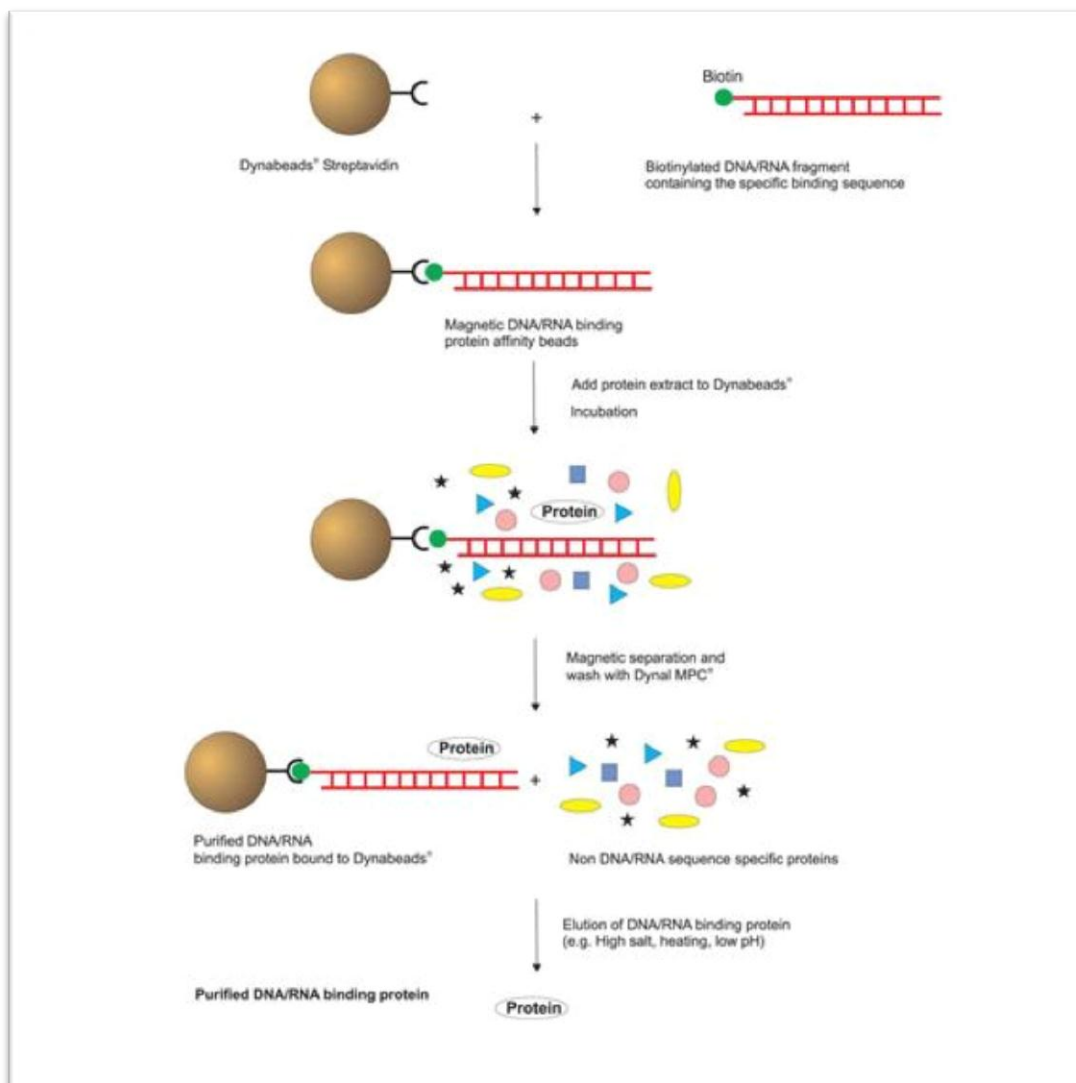 Biotin
+
Dynabeads® Streptavidin
Biotinylated DNA/RNA fragment
containing the specific binding sequence
Magnetic DNA/RNA binding
protein affinity beads
Add protein extract to Dynabeads®
Incubation
Protein
Magnetic separation and
wash with Dynal MPC®
Protein
+
Purified DNA/RNA
binding protein bound to Dynabeads®
Non DNA/RNA sequence specific proteins
Elution of DNA/RNA binding protein
(e.g. High salt, heating, low pH)
Purified DNA/RNA binding protein
Protein